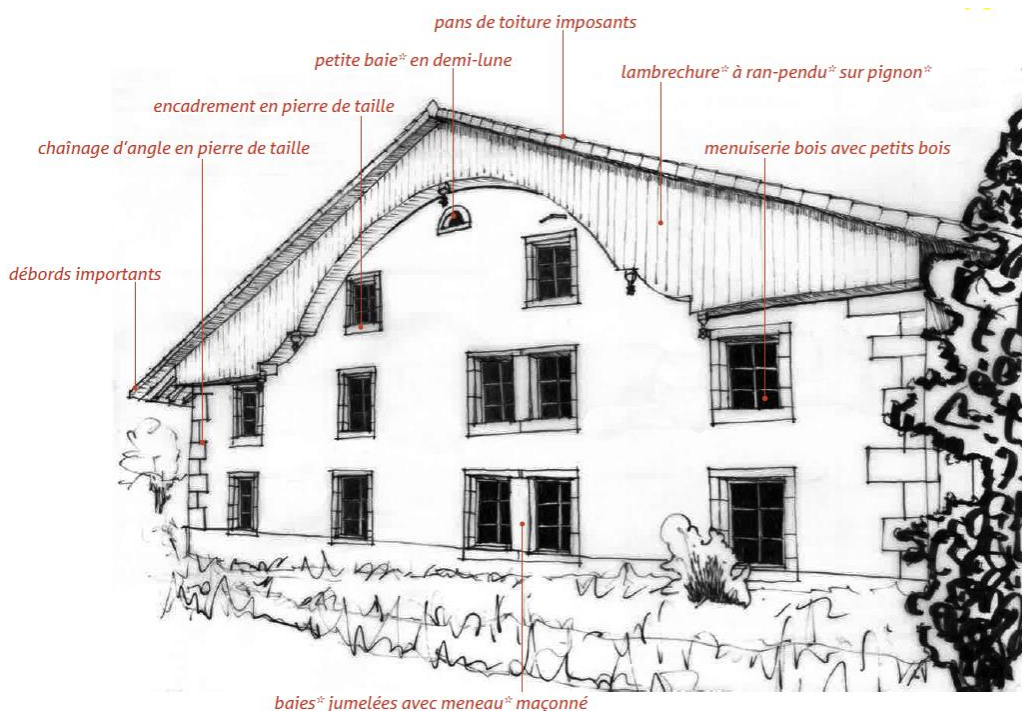 pans de toiture imposants
petite baie* en demi-lune
lambrechure* à ran-pendu* sur pignon*
encadrement en pierre de taille
chaînage d'angle en pierre de taille
menuiserie bois avec petits bois
débords importants
baies* jumelées avec meneau* maçonné